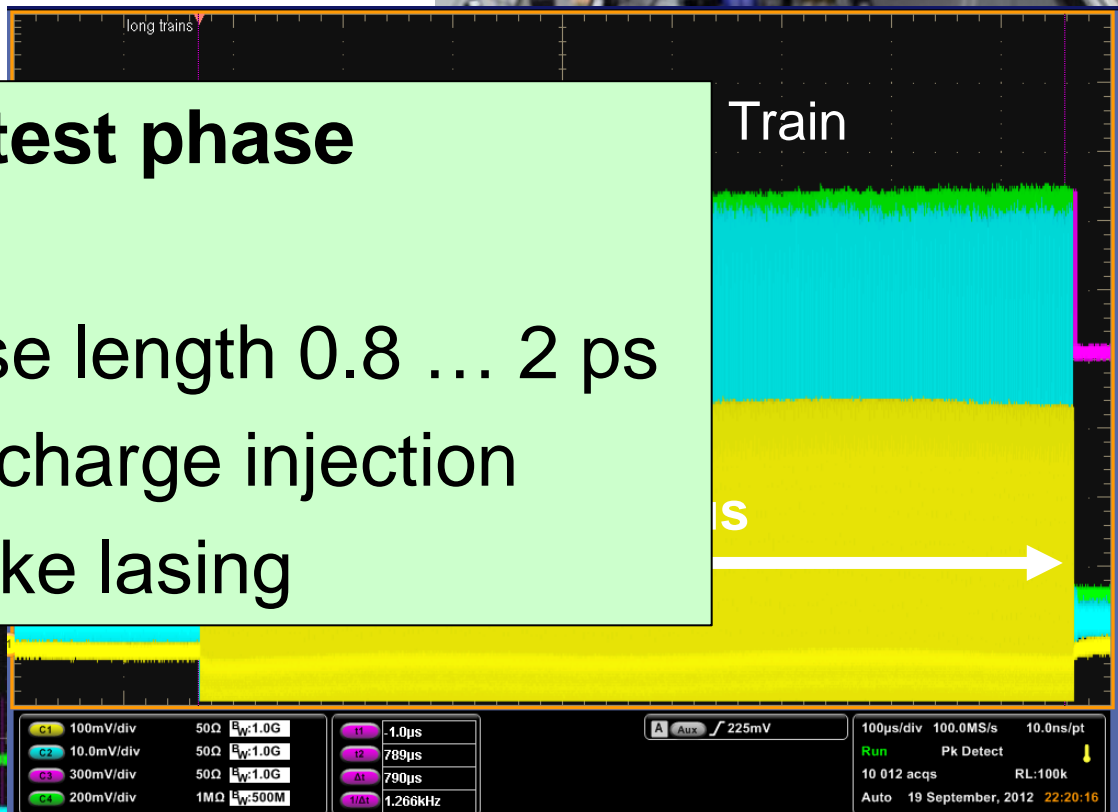 long trains
test phase
Train
se length 0.8 … 2 ps
charge injection
s
ke lasing
C1 100mV/div 50Ω BW:1.0G
C2 10.0mV/div 50Ω BW:1.0G
C3 300mV/div 50Ω BW:1.0G
C4 200mV/div 1MΩ BW:500M
t1 -1.0µs
t2 789µs
Δt 790µs
1/Δt 1.266kHz
A Aux 225mV
100µs/div 100.0MS/s 10.0ns/pt
Run Pk Detect
10 012 acqs RL:100k
Auto 19 September, 2012 22:20:16